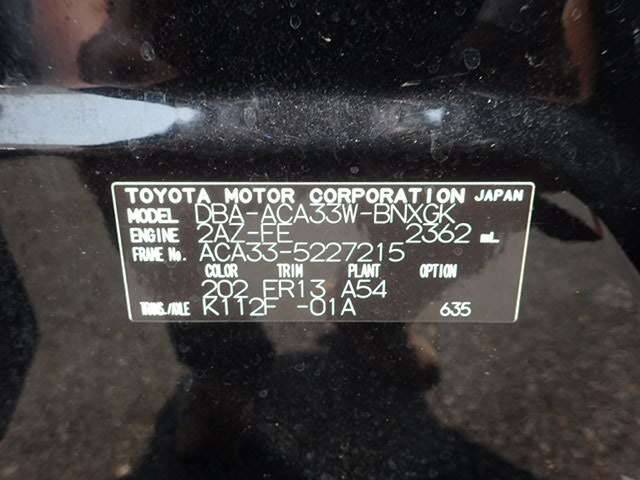 TOYOTA MOTOR CORPORATION JAPAN
MODEL DBA-ACA33W-BNXGK
ENGINE 2AZ-FE 2362 mL
FRAME No. ACA33-5227215
COLOR TRIM PLANT OPTION
202 FR13 A54
TRANS./AXLE K112F -01A 635